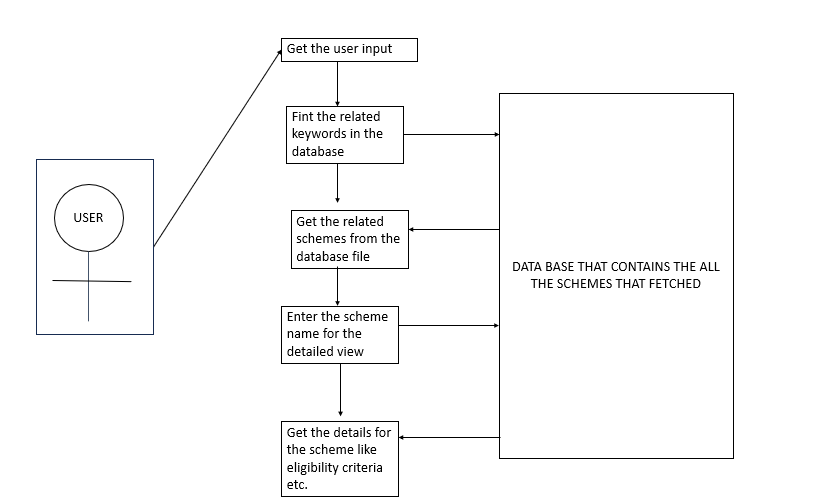 Get the user input
Fint the related
keywords in the
database
USER
Get the related
schemes from the
database file
DATA BASE THAT CONTAINS THE ALL
THE SCHEMES THAT FETCHED
Enter the scheme
name for the
detailed view
Get the details for
the scheme like
eligibility criteria
etc.